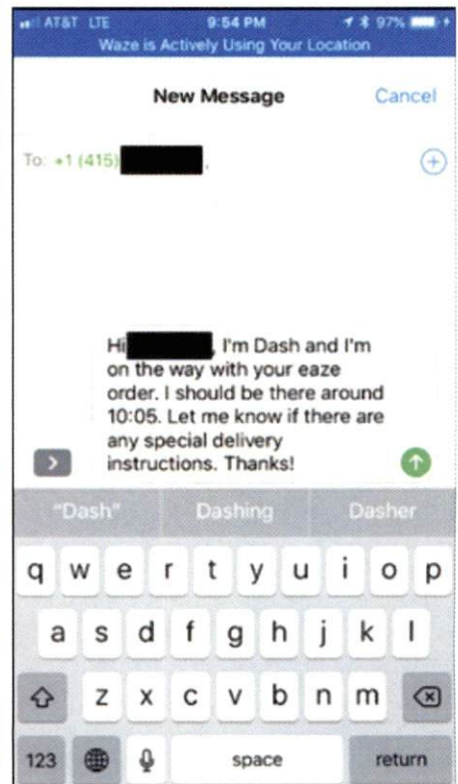 AT&T LTE 9:54 PM 97%
Waze is Actively Using Your Location
New Message Cancel
To: +1 (415)
Hi , I'm Dash and I'm
on the way with your eaze
order. I should be there around
10:05. Let me know if there are
any special delivery
instructions. Thanks!
"Dash" Dashing Dasher
q w e r t y u i o p
a s d f g h j k l
z x c v b n m
123 space return